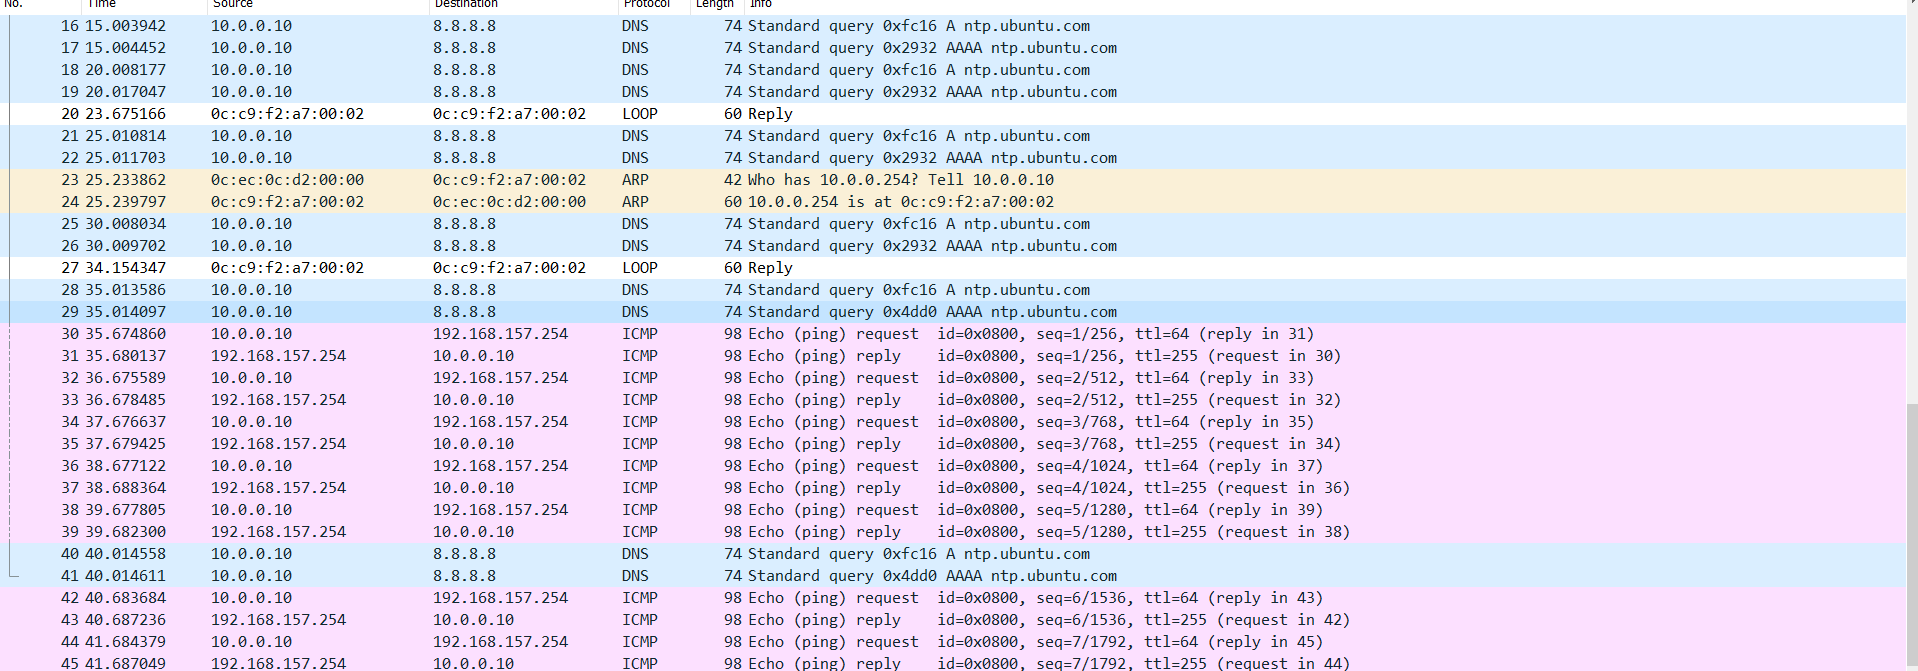 No. Time Source Destination Protocol Length Info
16 15.003942 10.0.0.10 8.8.8.8 DNS 74 Standard query 0xfc16 A ntp.ubuntu.com
17 15.004452 10.0.0.10 8.8.8.8 DNS 74 Standard query 0x2932 AAAA ntp.ubuntu.com
18 20.008177 10.0.0.10 8.8.8.8 DNS 74 Standard query 0xfc16 A ntp.ubuntu.com
19 20.017047 10.0.0.10 8.8.8.8 DNS 74 Standard query 0x2932 AAAA ntp.ubuntu.com
20 23.675166 0c:c9:f2:a7:00:02 0c:c9:f2:a7:00:02 LOOP 60 Reply
21 25.010814 10.0.0.10 8.8.8.8 DNS 74 Standard query 0xfc16 A ntp.ubuntu.com
22 25.011703 10.0.0.10 8.8.8.8 DNS 74 Standard query 0x2932 AAAA ntp.ubuntu.com
23 25.233862 0c:ec:0c:d2:00:00 0c:c9:f2:a7:00:02 ARP 42 Who has 10.0.0.254? Tell 10.0.0.10
24 25.239797 0c:c9:f2:a7:00:02 0c:ec:0c:d2:00:00 ARP 60 10.0.0.254 is at 0c:c9:f2:a7:00:02
25 30.008034 10.0.0.10 8.8.8.8 DNS 74 Standard query 0xfc16 A ntp.ubuntu.com
26 30.009702 10.0.0.10 8.8.8.8 DNS 74 Standard query 0x2932 AAAA ntp.ubuntu.com
27 34.154347 0c:c9:f2:a7:00:02 0c:c9:f2:a7:00:02 LOOP 60 Reply
28 35.013586 10.0.0.10 8.8.8.8 DNS 74 Standard query 0xfc16 A ntp.ubuntu.com
29 35.014097 10.0.0.10 8.8.8.8 DNS 74 Standard query 0x4dd0 AAAA ntp.ubuntu.com
30 35.674860 10.0.0.10 192.168.157.254 ICMP 98 Echo (ping) request id=0x0800, seq=1/256, ttl=64 (reply in 31)
31 35.680137 192.168.157.254 10.0.0.10 ICMP 98 Echo (ping) reply id=0x0800, seq=1/256, ttl=255 (request in 30)
32 36.675589 10.0.0.10 192.168.157.254 ICMP 98 Echo (ping) request id=0x0800, seq=2/512, ttl=64 (reply in 33)
33 36.678485 192.168.157.254 10.0.0.10 ICMP 98 Echo (ping) reply id=0x0800, seq=2/512, ttl=255 (request in 32)
34 37.676637 10.0.0.10 192.168.157.254 ICMP 98 Echo (ping) request id=0x0800, seq=3/768, ttl=64 (reply in 35)
35 37.679425 192.168.157.254 10.0.0.10 ICMP 98 Echo (ping) reply id=0x0800, seq=3/768, ttl=255 (request in 34)
36 38.677122 10.0.0.10 192.168.157.254 ICMP 98 Echo (ping) request id=0x0800, seq=4/1024, ttl=64 (reply in 37)
37 38.688364 192.168.157.254 10.0.0.10 ICMP 98 Echo (ping) reply id=0x0800, seq=4/1024, ttl=255 (request in 36)
38 39.677805 10.0.0.10 192.168.157.254 ICMP 98 Echo (ping) request id=0x0800, seq=5/1280, ttl=64 (reply in 39)
39 39.682300 192.168.157.254 10.0.0.10 ICMP 98 Echo (ping) reply id=0x0800, seq=5/1280, ttl=255 (request in 38)
40 40.014558 10.0.0.10 8.8.8.8 DNS 74 Standard query 0xfc16 A ntp.ubuntu.com
41 40.014611 10.0.0.10 8.8.8.8 DNS 74 Standard query 0x4dd0 AAAA ntp.ubuntu.com
42 40.683684 10.0.0.10 192.168.157.254 ICMP 98 Echo (ping) request id=0x0800, seq=6/1536, ttl=64 (reply in 43)
43 40.687236 192.168.157.254 10.0.0.10 ICMP 98 Echo (ping) reply id=0x0800, seq=6/1536, ttl=255 (request in 42)
44 41.684379 10.0.0.10 192.168.157.254 ICMP 98 Echo (ping) request id=0x0800, seq=7/1792, ttl=64 (reply in 45)
45 41.687049 192.168.157.254 10.0.0.10 ICMP 98 Echo (ping) reply id=0x0800, seq=7/1792, ttl=255 (request in 44)